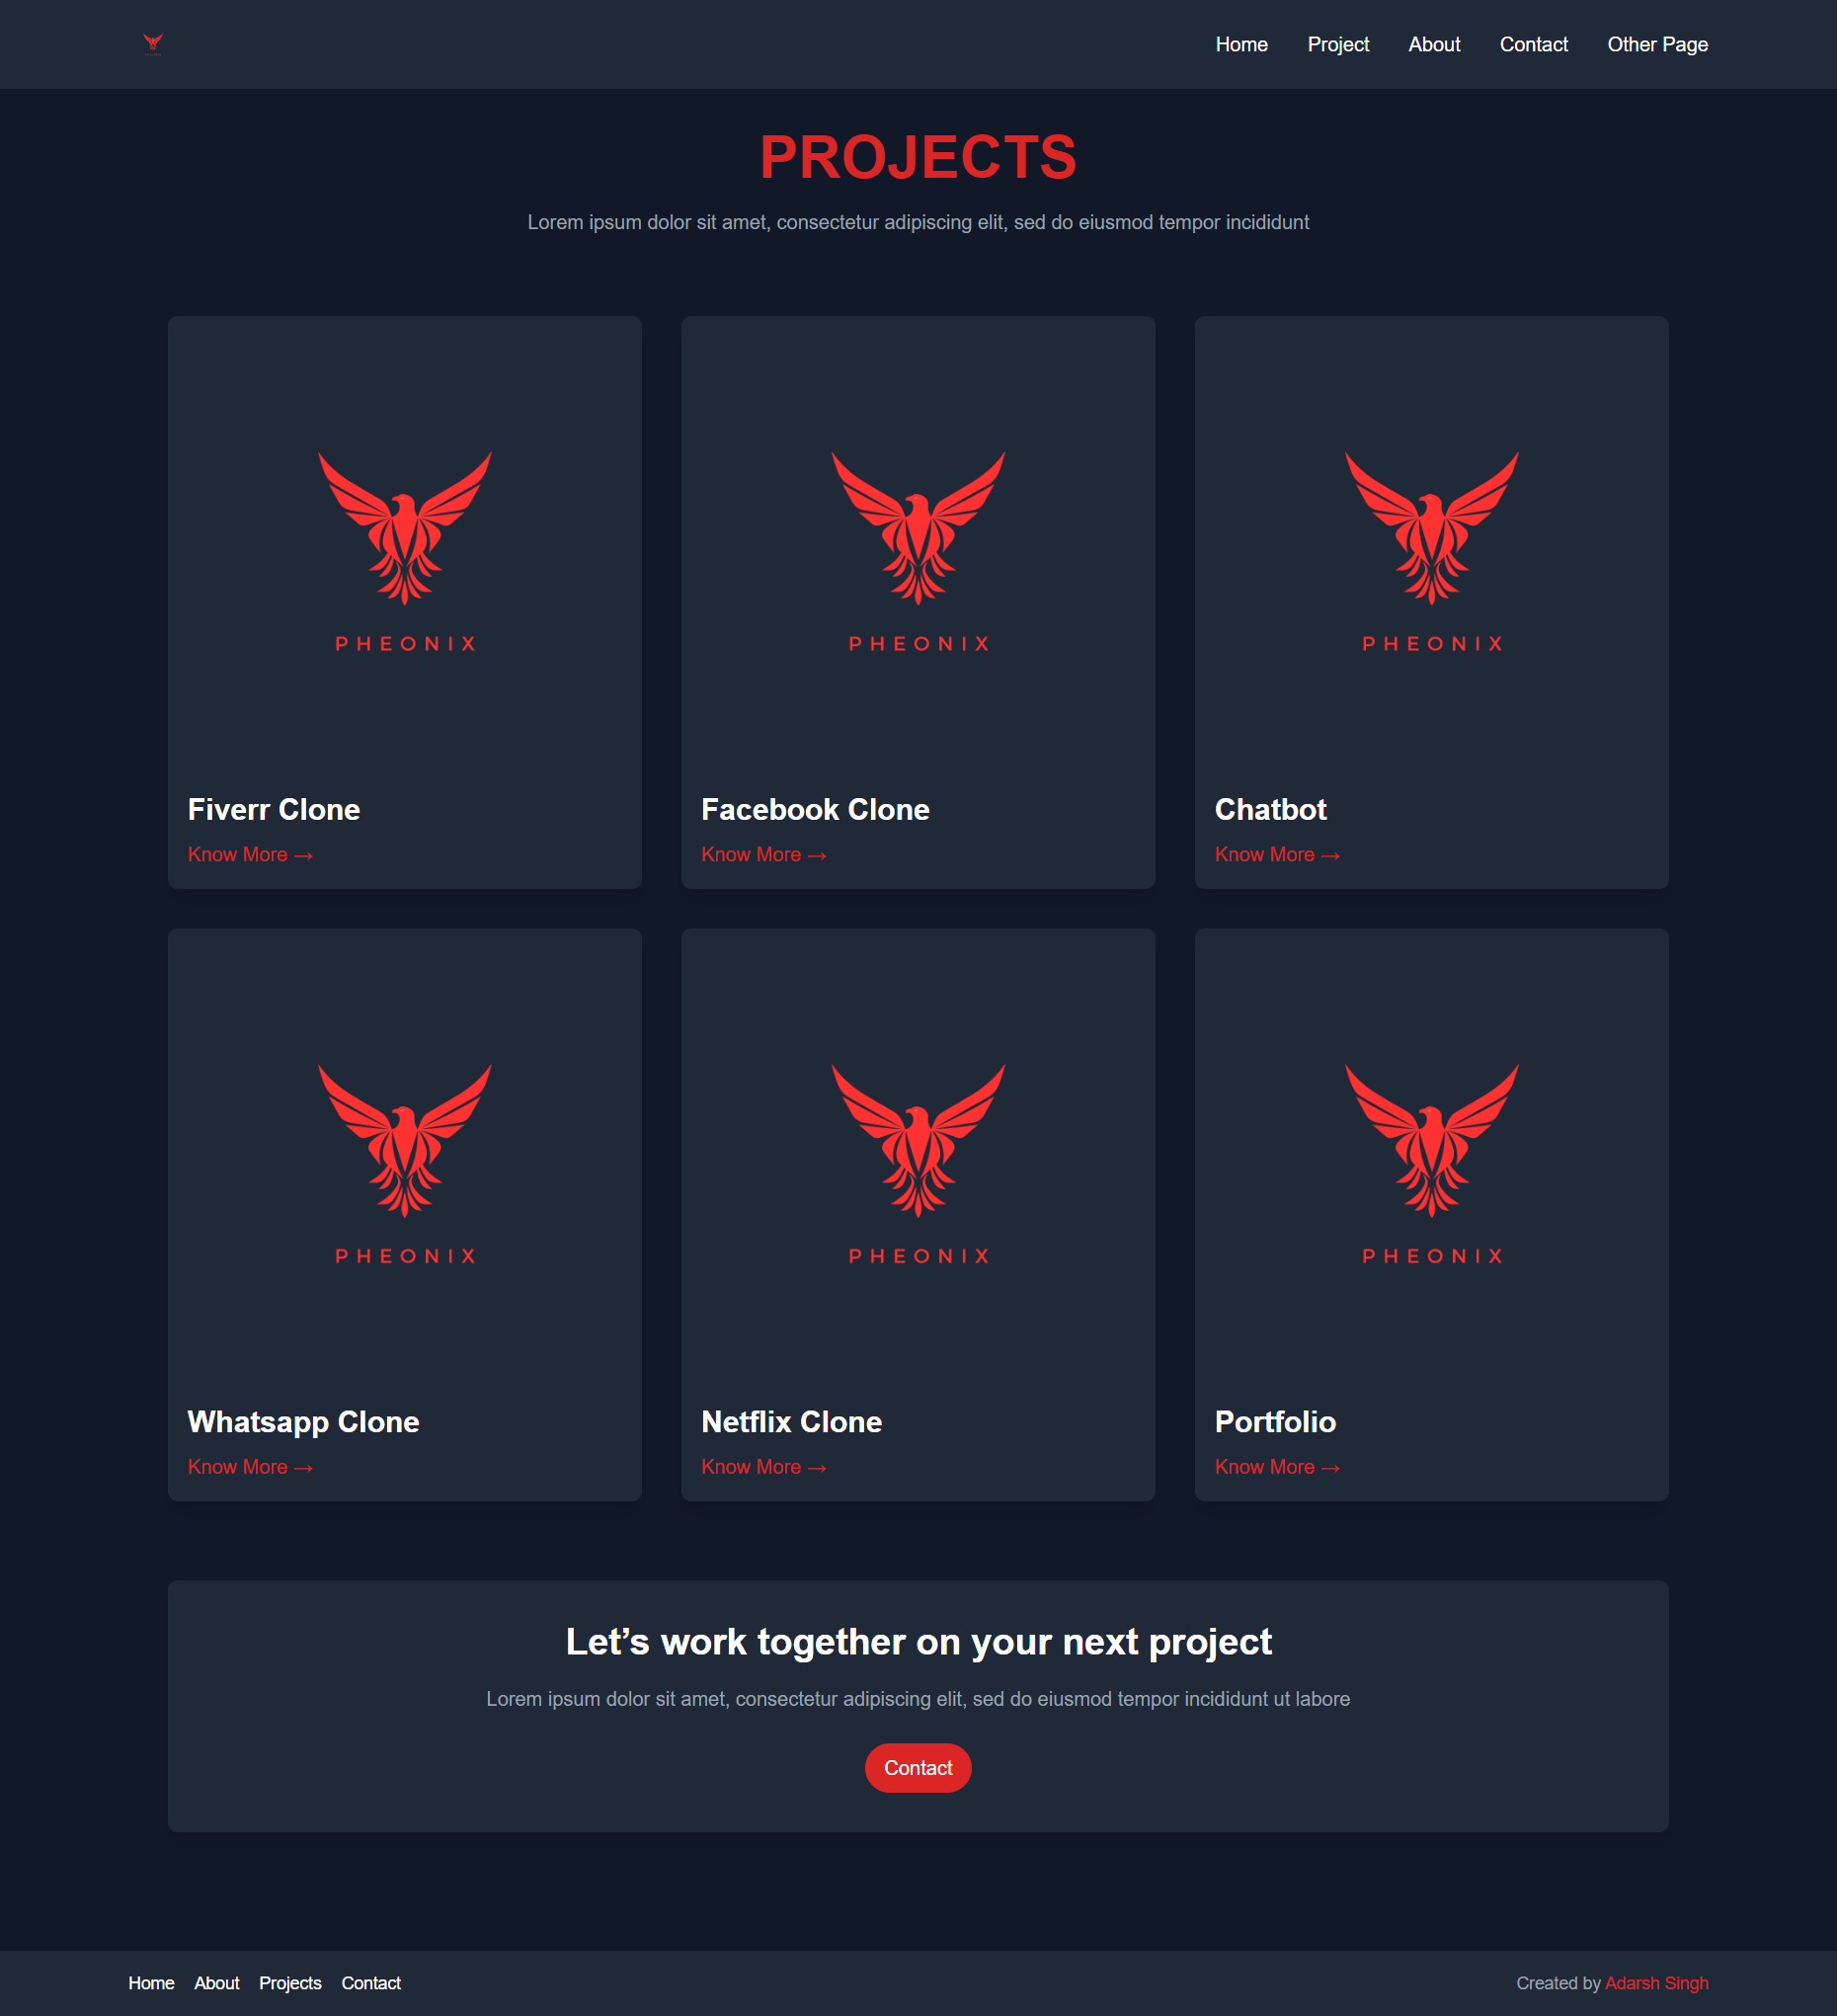 Home Project About Contact Other Page
PROJECTS
Lorem ipsum dolor sit amet, consectetur adipiscing elit, sed do eiusmod tempor incididunt
PHEONIX
Fiverr Clone
Know More →
PHEONIX
Facebook Clone
Know More →
PHEONIX
Chatbot
Know More →
PHEONIX
Whatsapp Clone
Know More →
PHEONIX
Netflix Clone
Know More →
PHEONIX
Portfolio
Know More →
Let’s work together on your next project
Lorem ipsum dolor sit amet, consectetur adipiscing elit, sed do eiusmod tempor incididunt ut labore
Contact
Home About Projects Contact
Created by Adarsh Singh